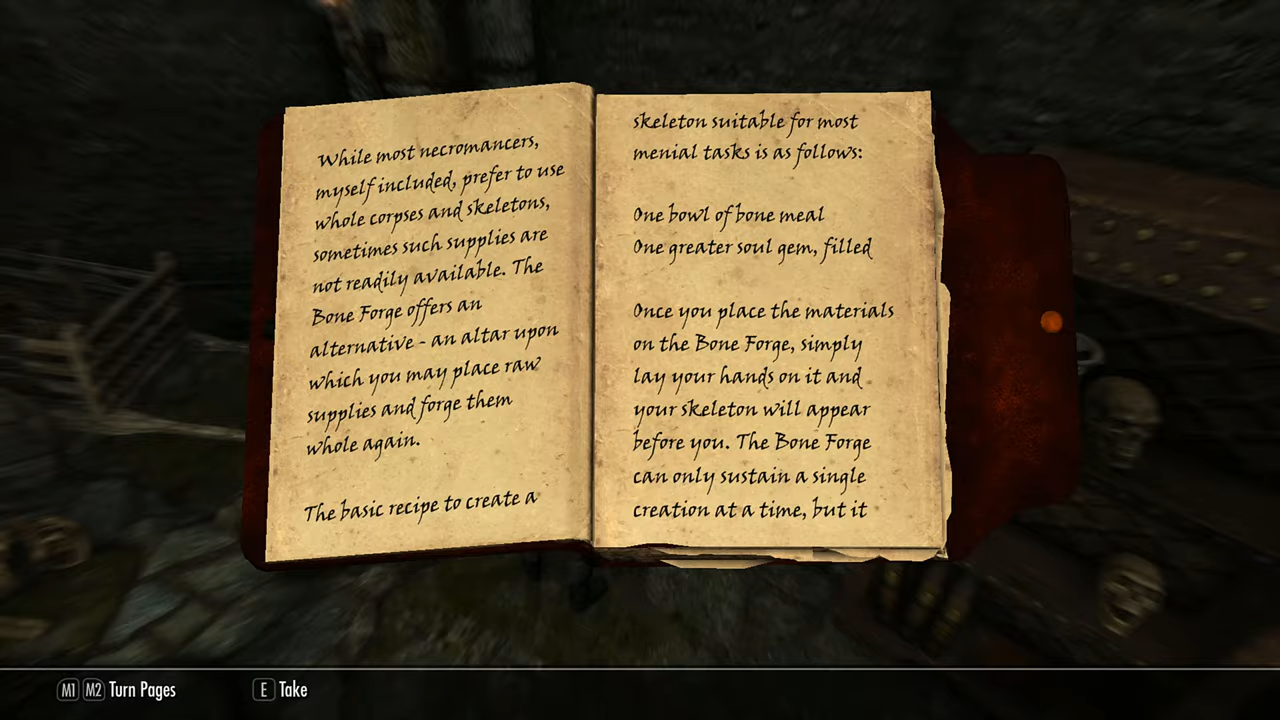 While most necromancers,
myself included, prefer to use
whole corpses and skeletons,
sometimes such supplies are
not readily available. The
Bone Forge offers an
alternative - an altar upon
which you may place raw
supplies and forge them
whole again.
The basic recipe to create a
skeleton suitable for most
menial tasks is as follows:
One bowl of bone meal
One greater soul gem, filled
Once you place the materials
on the Bone Forge, simply
lay your hands on it and
your skeleton will appear
before you. The Bone Forge
can only sustain a single
creation at a time, but it
M1 M2 Turn Pages
E Take